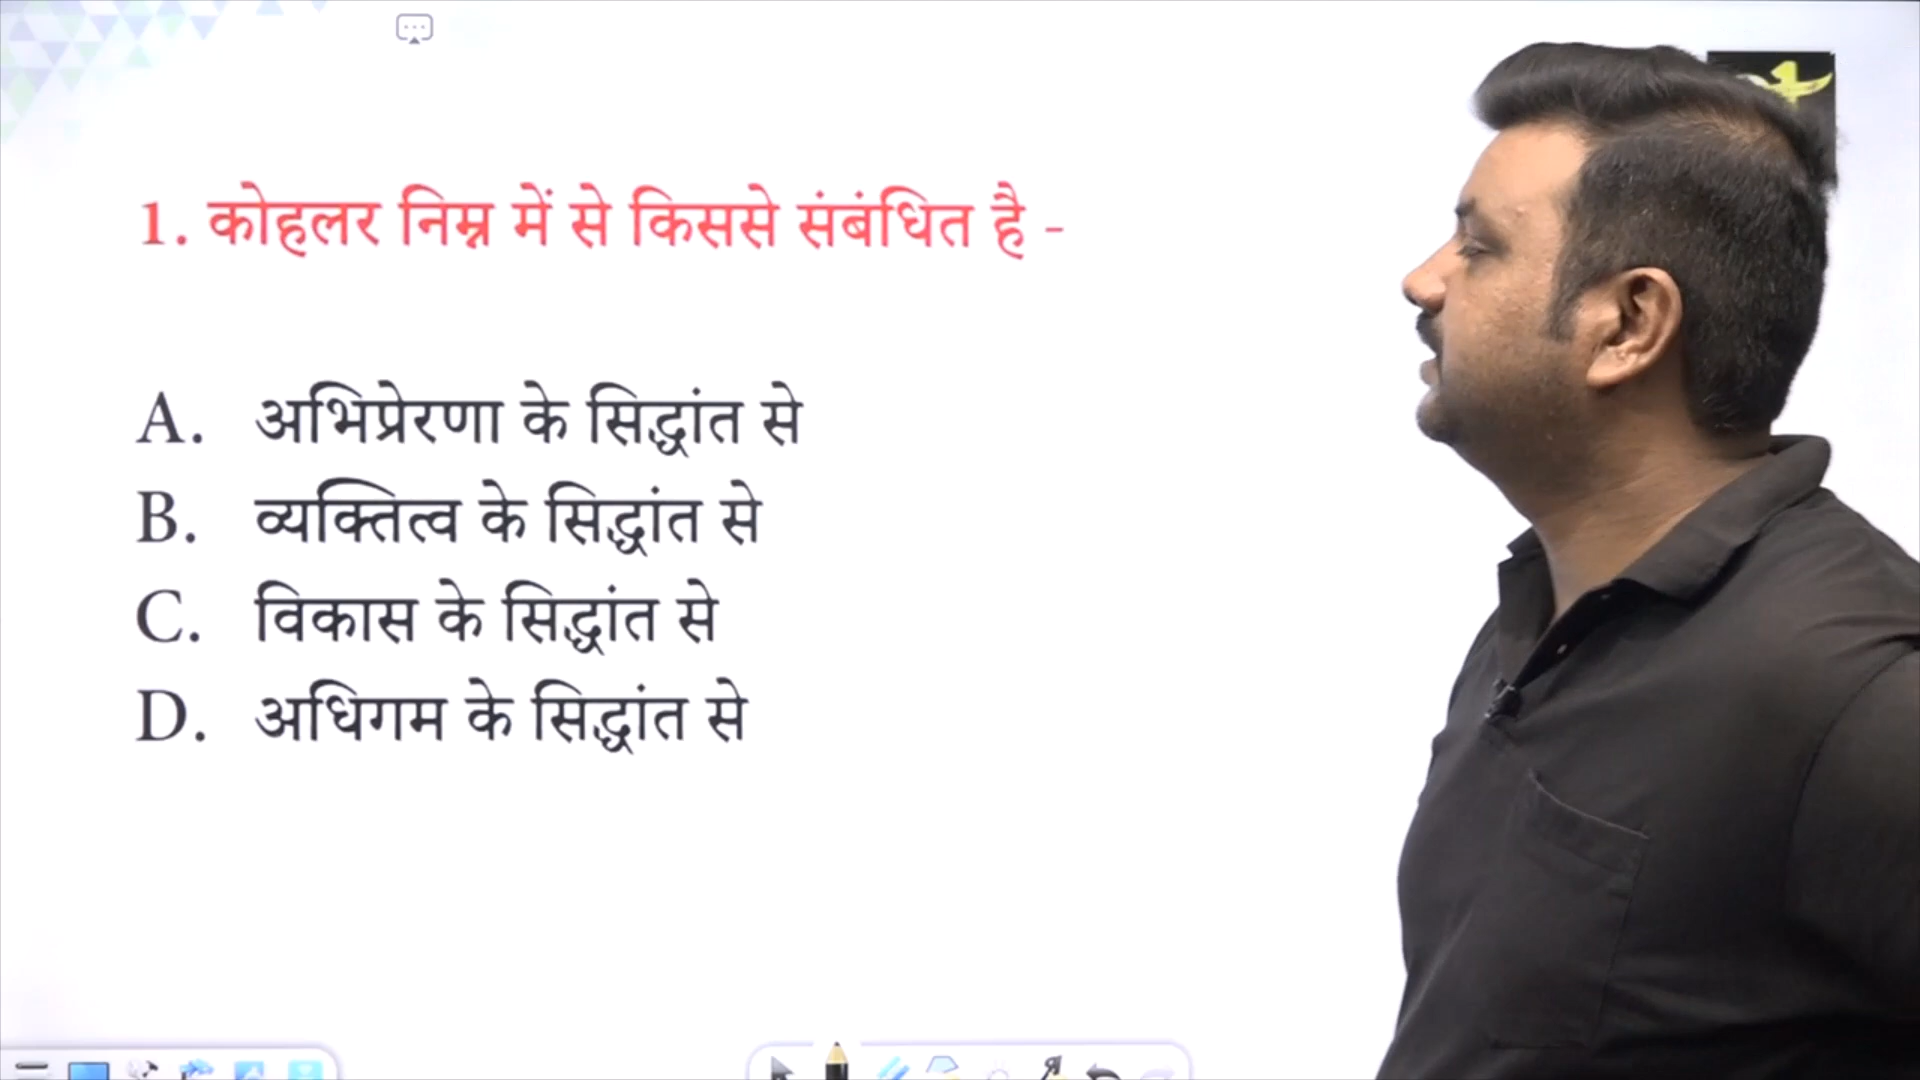 1. कोहलर निम्न में से किससे संबंधित है -
A. अभिप्रेरणा के सिद्धांत से
B. व्यक्तित्व के सिद्धांत से
C. विकास के सिद्धांत से
D. अधिगम के सिद्धांत से